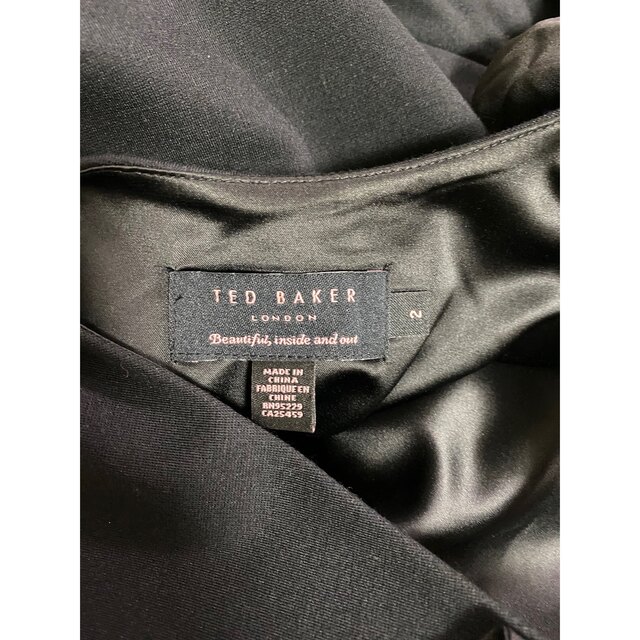 TED BAKER
LONDON
Beautiful, inside and out
2
MADE IN
CHINA
FABRIQUE EN
CHINE
RN95229
CA25459